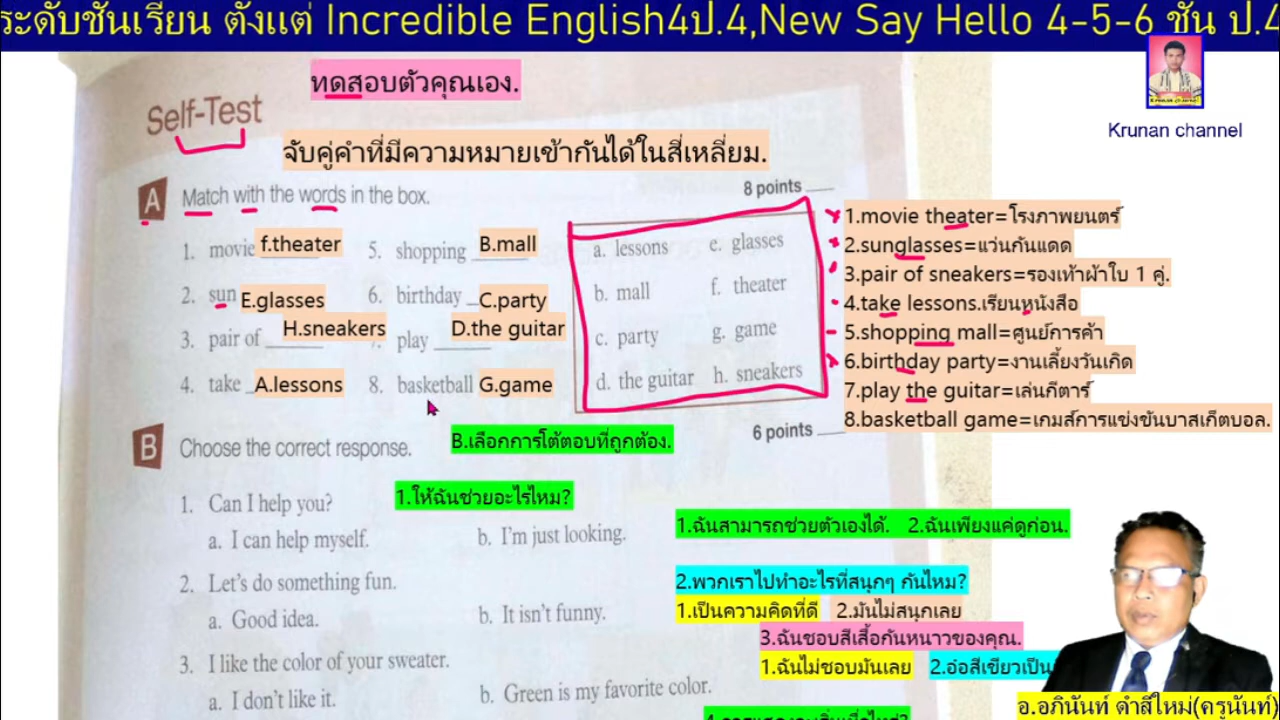 ระดับชั้นเรียน ตั้งแต่ Incredible English4ป.4,New Say Hello 4-5-6 ชั้น ป.4
ทดสอบตัวคุณเอง.
Krunan channel
Self-Test
จับคู่คำที่มีความหมายเข้ากันได้ในสี่เหลี่ยม.
A Match with the words in the box.
8 points
1. movie f.theater
2. sun E.glasses
3. pair of H.sneakers
4. take A.lessons
5. shopping B.mall
6. birthday C.party
play D.the guitar
8. basketball G.game
a. lessons e. glasses
b. mall f. theater
c. party g. game
d. the guitar h. sneakers
1.movie theater=โรงภาพยนตร์
2.sunglasses=แว่นกันแดด
3.pair of sneakers=รองเท้าผ้าใบ 1 คู่.
4.take lessons.เรียนหนังสือ
5.shopping mall=ศูนย์การค้า
6.birthday party=งานเลี้ยงวันเกิด
7.play the guitar=เล่นกีตาร์
8.basketball game=เกมส์การแข่งขันบาสเก็ตบอล.
B Choose the correct response.
B.เลือกการโต้ตอบที่ถูกต้อง.
6 points
1. Can I help you?
1.ให้ฉันช่วยอะไรไหม?
a. I can help myself. b. I'm just looking.
1.ฉันสามารถช่วยตัวเองได้. 2.ฉันเพียงแค่ดูก่อน.
2. Let's do something fun.
2.พวกเราไปทำอะไรที่สนุกๆ กันไหม?
a. Good idea. b. It isn't funny.
1.เป็นความคิดที่ดี 2.มันไม่สนุกเลย
3. I like the color of your sweater.
3.ฉันชอบสีเสื้อกันหนาวของคุณ.
a. I don't like it. b. Green is my favorite color.
1.ฉันไม่ชอบมันเลย 2.อ๋อสีเขียวเป็น
อ.อภินันท์ ดำสีใหม่(ครูนันท์)